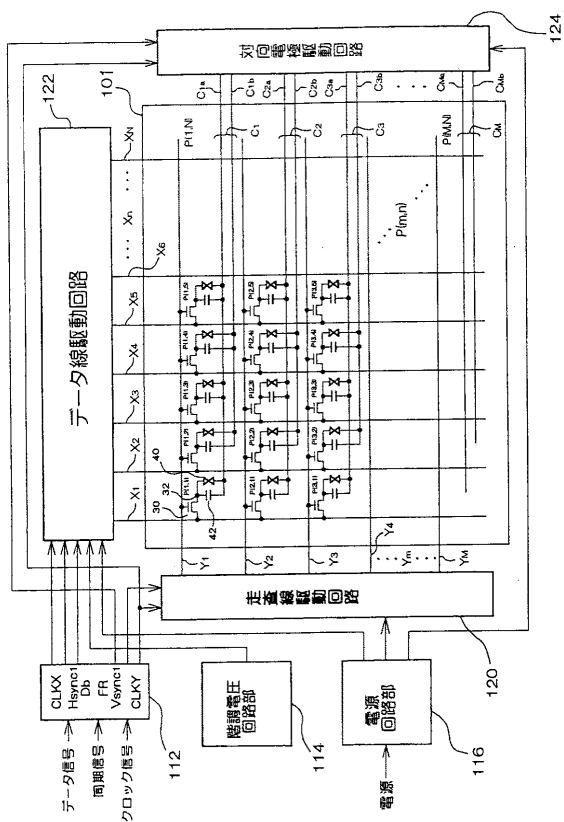 データ信号
同期信号
クロック信号
CLKX
Hsync1
Db
FR
Vsync1
CLKY
112
階調電圧
回路部
114
電源
電源
回路部
116
データ線駆動回路
122
走査線駆動回路
120
対向電極駆動回路
124
101
X1
X2
X3
X4
X5
X6
Xn
XN
Y1
Y2
Y3
Y4
Ym
YM
C1a
C1b
C2a
C2b
C3a
C3b
CMa
CMb
C1
C2
C3
CM
P(1,1)
P(1,2)
P(1,3)
P(1,4)
P(1,5)
P(1,N)
P(2,1)
P(2,2)
P(2,3)
P(2,4)
P(2,5)
P(3,1)
P(3,2)
P(3,3)
P(3,4)
P(3,5)
P(m,n)
P(M,N)
30
32
40
42